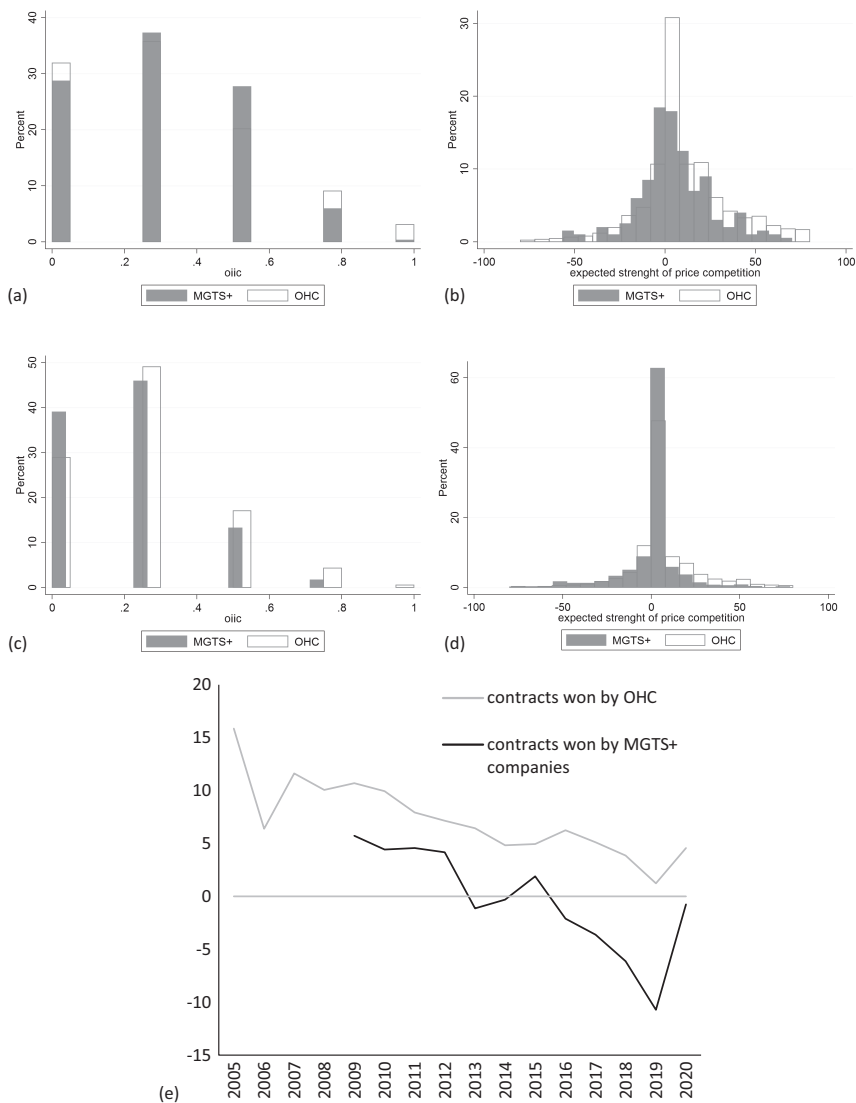 40
30
20
10
0
Percent
0 .2 .4 .6 .8 1
oiic
(a)
MGTS+ OHC
30
20
10
0
Percent
-100 -50 0 50 100
expected strenght of price competition
(b)
MGTS+ OHC
50
40
30
20
10
0
Percent
0 .2 .4 .6 .8 1
oiic
(c)
MGTS+ OHC
60
40
20
0
Percent
-100 -50 0 50 100
expected strenght of price competition
(d)
MGTS+ OHC
20
15
10
5
0
-5
-10
-15
contracts won by OHC
contracts won by MGTS+
companies
2005 2006 2007 2008 2009 2010 2011 2012 2013 2014 2015 2016 2017 2018 2019 2020
(e)